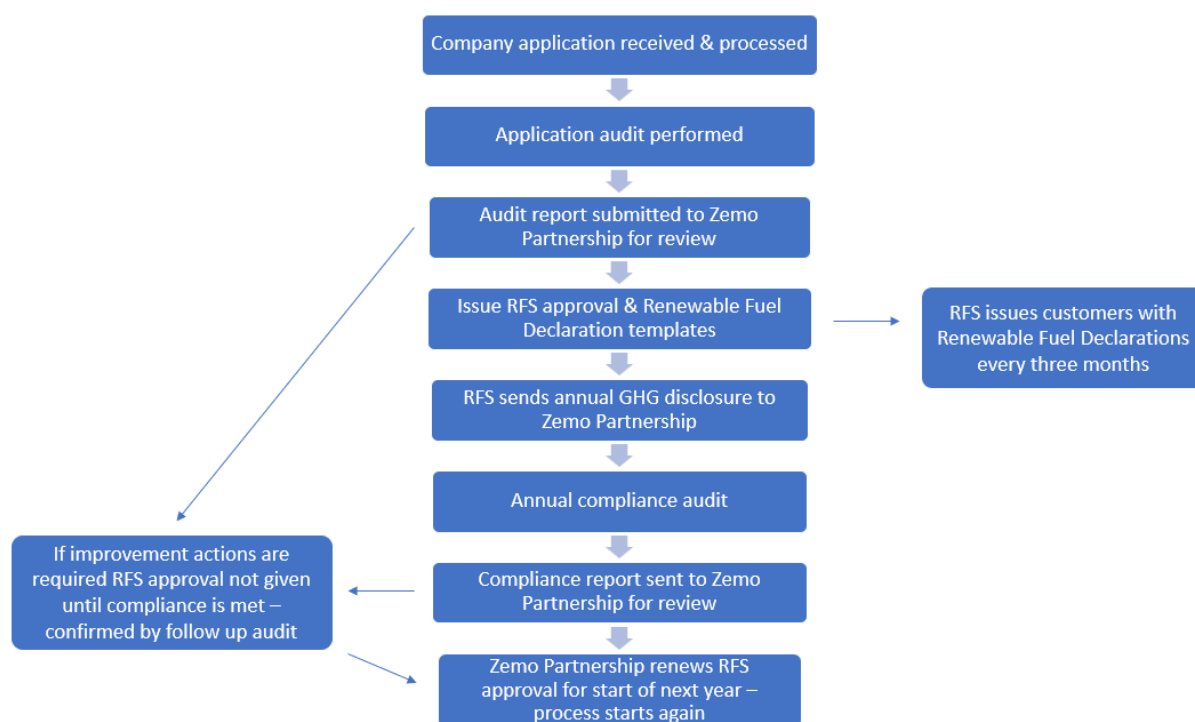 Company application received & processed
Application audit performed
Audit report submitted to Zemo
Partnership for review
Issue RFS approval & Renewable Fuel
Declaration templates
RFS issues customers with
Renewable Fuel Declarations
every three months
RFS sends annual GHG disclosure to
Zemo Partnership
Annual compliance audit
If improvement actions are
required RFS approval not given
until compliance is met –
confirmed by follow up audit
Compliance report sent to Zemo
Partnership for review
Zemo Partnership renews RFS
approval for start of next year –
process starts again